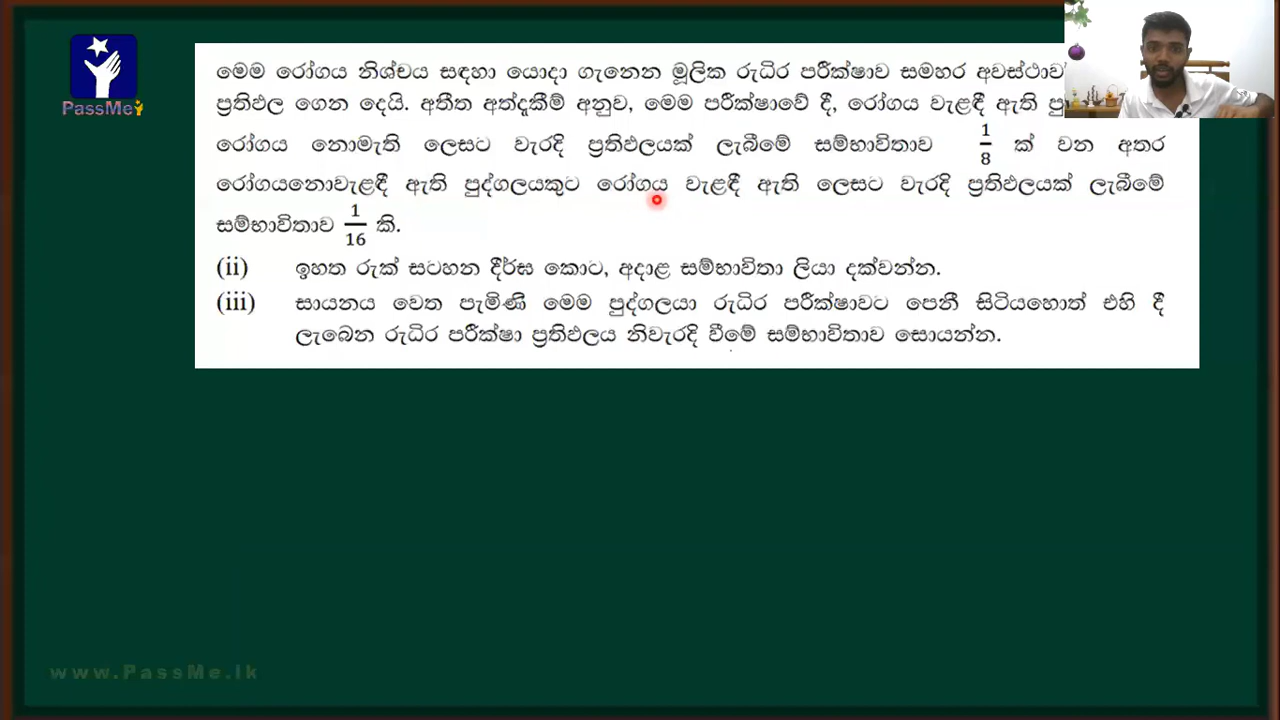 PassMe
මෙම රෝගය නිශ්චය සඳහා යොදා ගැනෙන මූලික රුධිර පරීක්ෂාව සමහර
ප්‍රතිඵල ගෙන දෙයි. අතීත අත්දැකීම් අනුව, මෙම පරීක්ෂාවේ දී, රෝගය වැළඳී ඇති
රෝගය නොමැති ලෙසට වැරදි ප්‍රතිඵලයක් ලැබීමේ සම්භාවිතාව 1/8 ක් වන අතර
රෝගයනොවැළඳී ඇති පුද්ගලයකුට රෝගය වැළඳී ඇති ලෙසට වැරදි ප්‍රතිඵලයක් ලැබීමේ
සම්භාවිතාව 1/16 කි.
(ii) ඉහත රුක් සටහන දීර්ඝ කොට, අදාළ සම්භාවිතා ලියා දක්වන්න.
(iii) සායනය වෙත පැමිණි මෙම පුද්ගලයා රුධිර පරීක්ෂාවට පෙනී සිටියහොත් එහි දී
ලැබෙන රුධිර පරීක්ෂා ප්‍රතිඵලය නිවැරදි වීමේ සම්භාවිතාව සොයන්න.
www.PassMe.lk